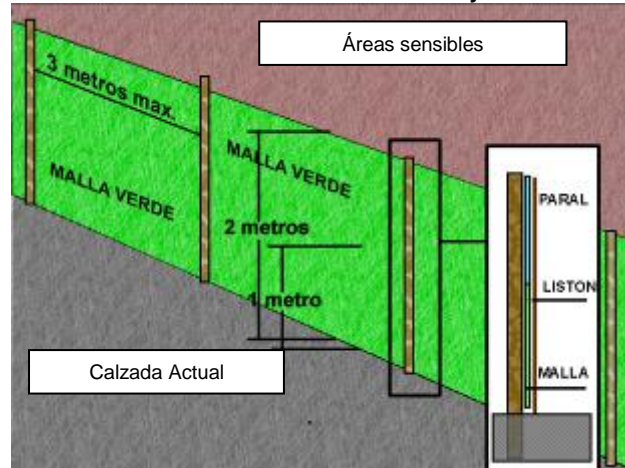 Áreas sensibles
3 metros max.
MALLA VERDE
MALLA VERDE
2 metros
1 metro
PARAL
LISTON
MALLA
Calzada Actual